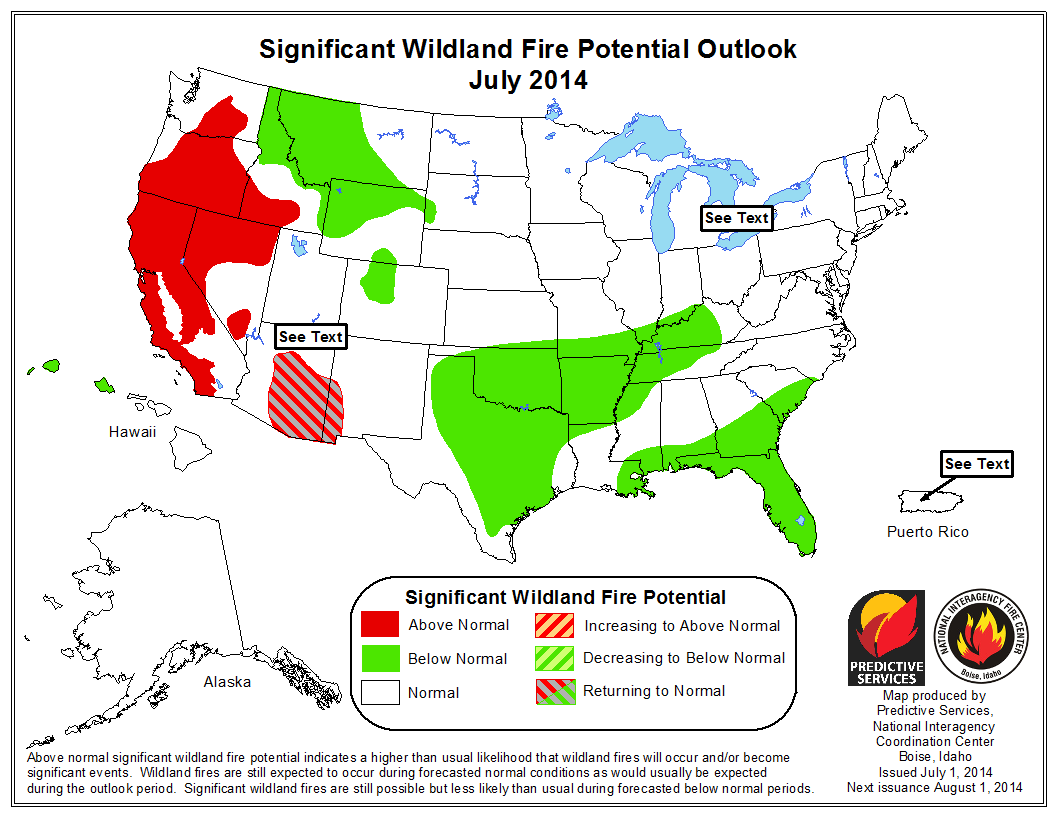 Significant Wildland Fire Potential Outlook
July 2014
See Text
See Text
Hawaii
See Text
Puerto Rico
Alaska
Significant Wildland Fire Potential
Above Normal
Below Normal
Normal
Increasing to Above Normal
Decreasing to Below Normal
Returning to Normal
PREDICTIVE
SERVICES
NATIONAL INTERAGENCY FIRE CENTER
Boise, Idaho
Map produced by
Predictive Services,
National Interagency
Coordination Center
Boise, Idaho
Issued July 1, 2014
Next issuance August 1, 2014
Above normal significant wildland fire potential indicates a higher than usual likelihood that wildland fires will occur and/or become
significant events.  Wildland fires are still expected to occur during forecasted normal conditions as would usually be expected
during the outlook period.  Significant wildland fires are still possible but less likely than usual during forecasted below normal periods.